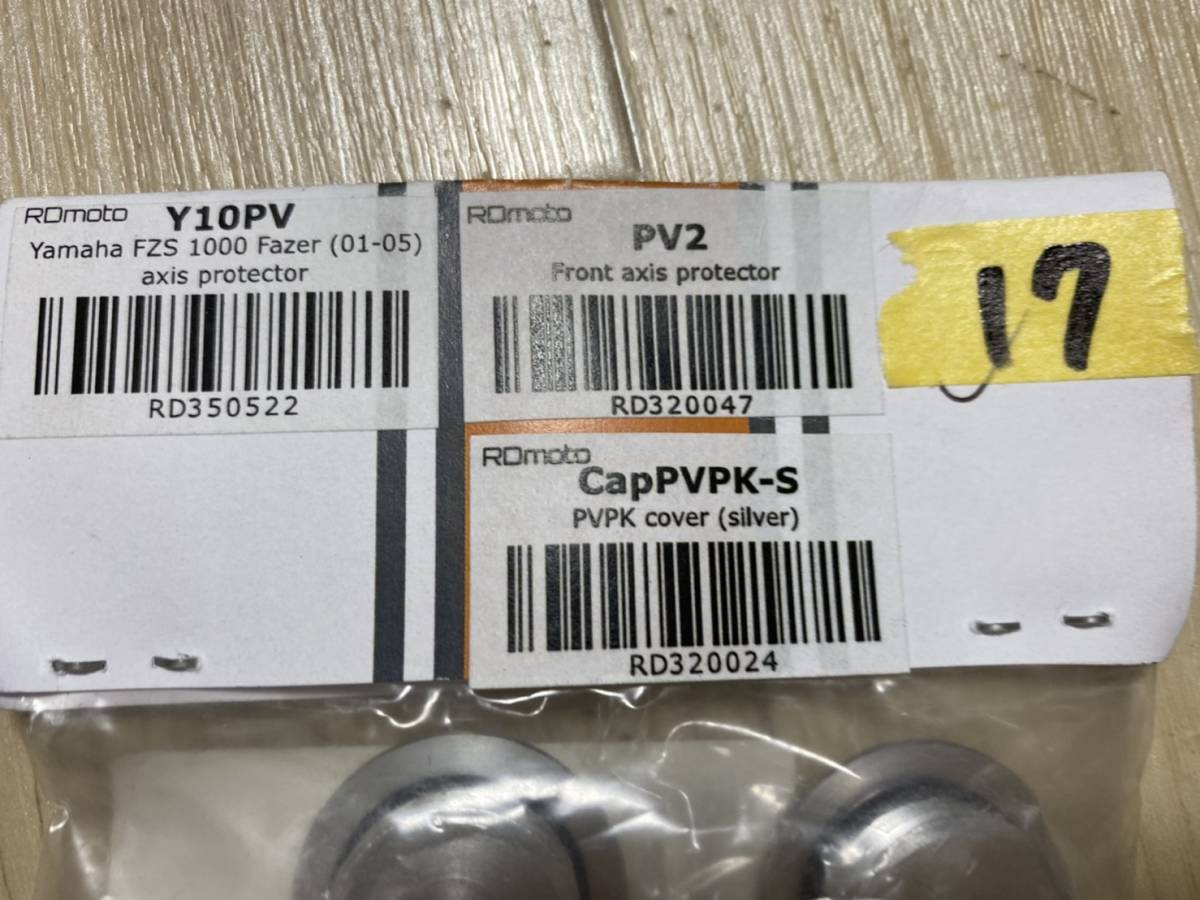 RDmoto
Y10PV
Yamaha FZS 1000 Fazer (01-05)
axis protector
RD350522
RDmoto
PV2
Front axis protector
RD320047
17
RDmoto
CapPVPK-S
PVPK cover (silver)
RD320024